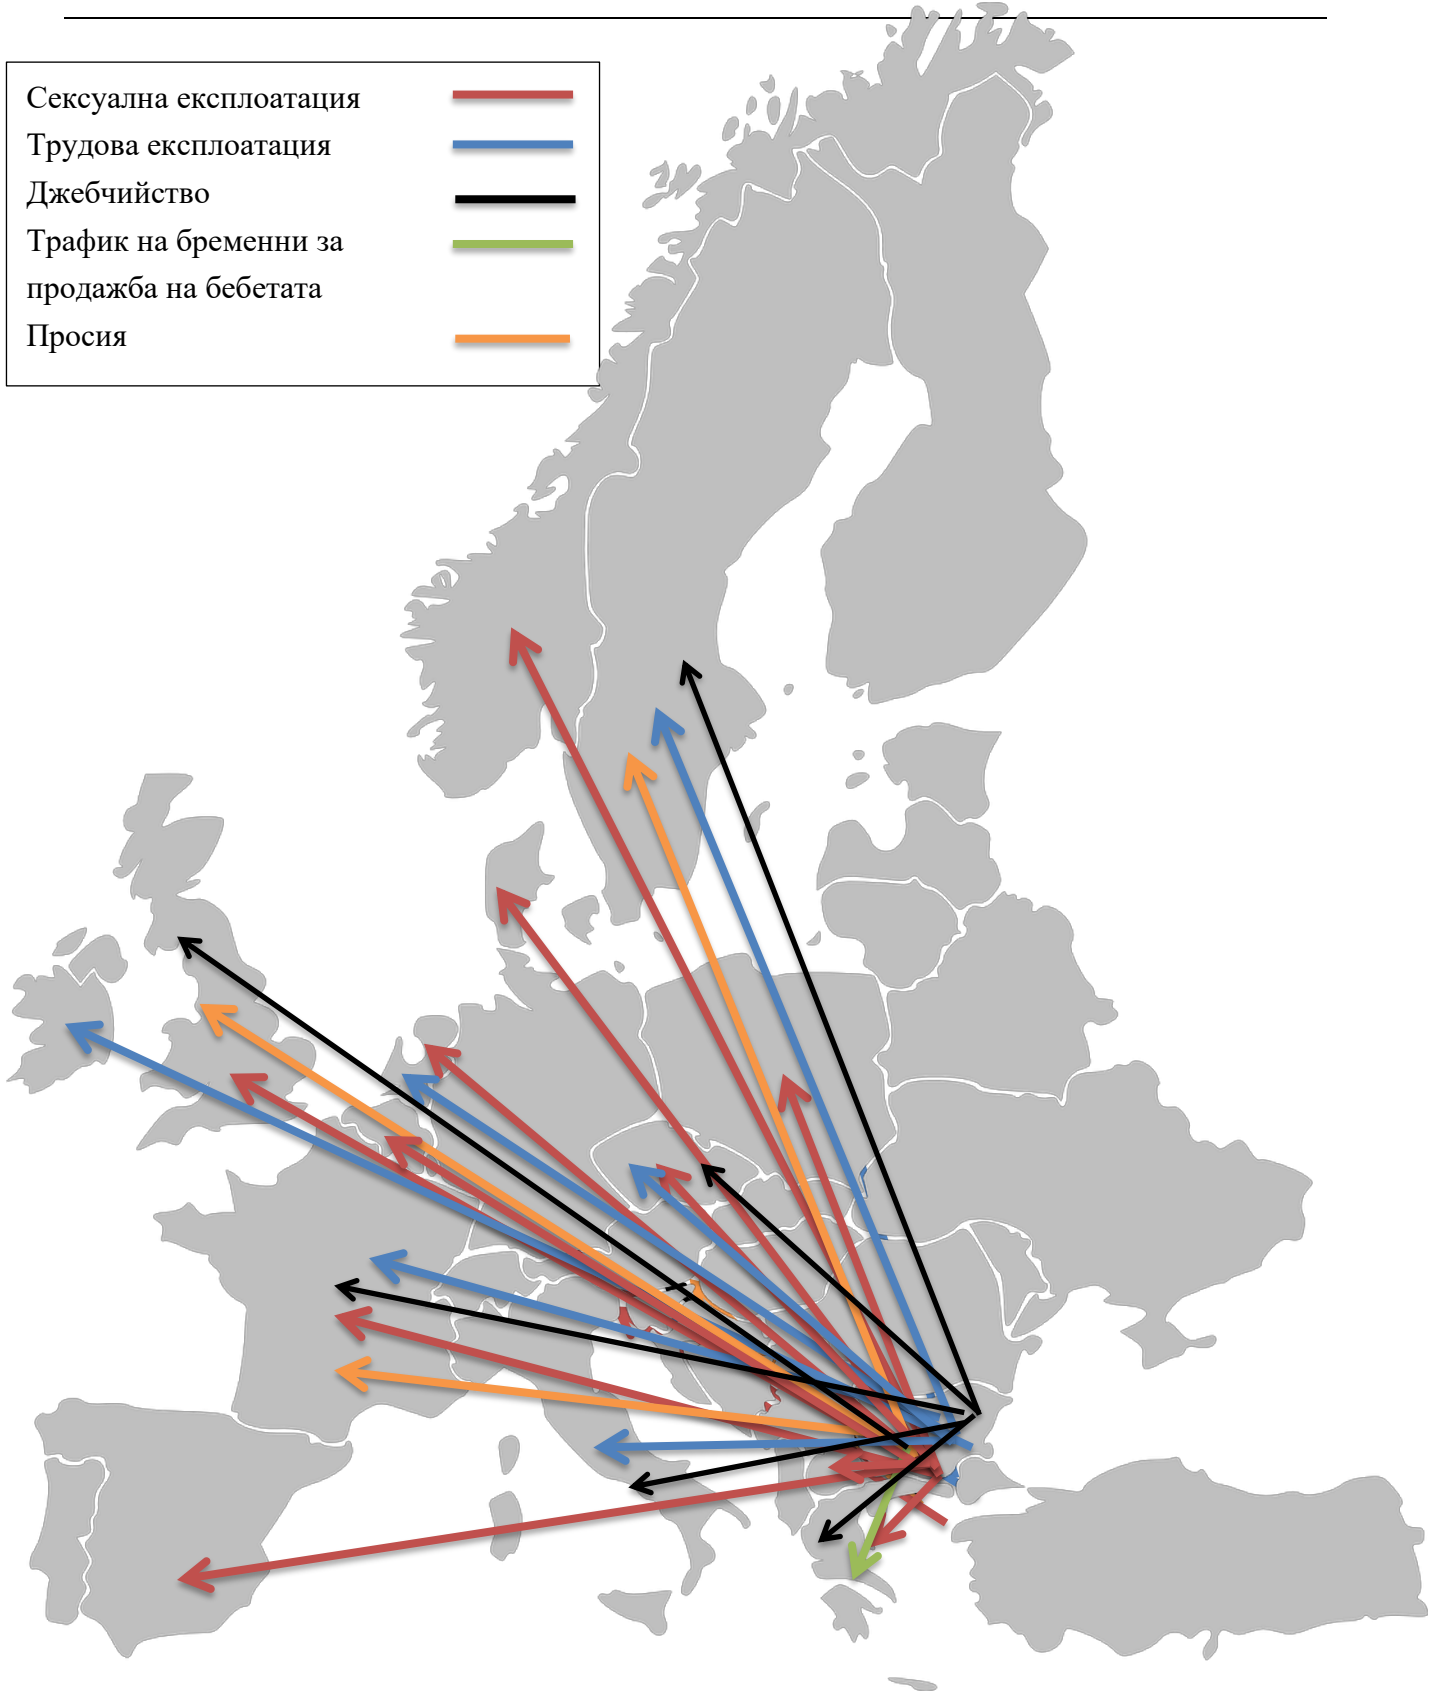 Сексуална експлоатация
Трудова експлоатация
Джебчийство
Трафик на бременни за
продажба на бебетата
Просия